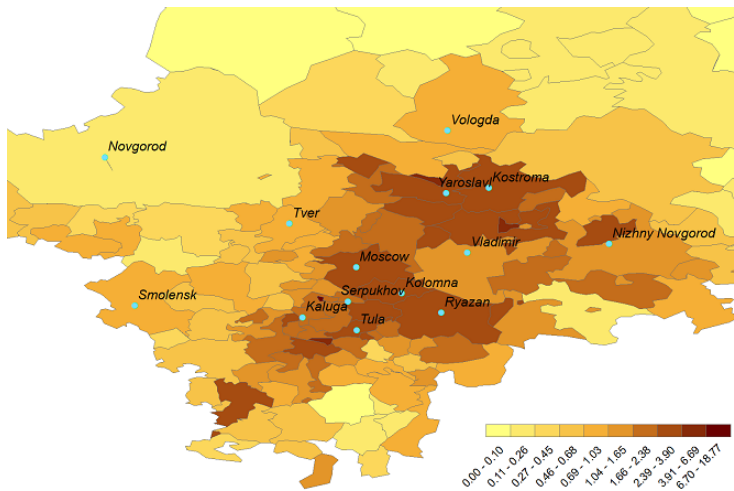 Vologda
Novgorod
Yaroslavl
Kostroma
Tver
Nizhny Novgorod
Vladimir
Moscow
Kolomna
Smolensk
Serpukhov
Kaluga
Ryazan
Tula
0.00 - 0.10
0.11 - 0.26
0.27 - 0.45
0.46 - 0.68
0.69 - 1.03
1.04 - 1.65
1.66 - 2.38
2.39 - 3.90
3.91 - 6.69
6.70 - 18.77